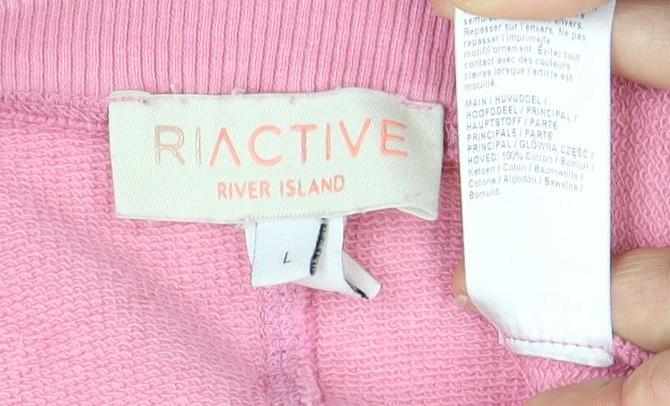 RIACTIVE
RIVER ISLAND
L
Repasser sur l'envers. Ne pas
repasser l'imprimé/le
motif/l'ornament. Éviter tout
contact avec des couleurs
claires lorsque l'article est
mouillé.
MAIN / HUVUDDEL /
HOOFDDEEL / PRINCIPAL /
HAUPTSTOFF / PARTE
PRINCIPALE / PARTE
PRINCIPAL / GŁÓWNA CZĘŚĆ /
HOVED: 100% Cotton / Bomull /
Katoen / Coton / Baumwolle /
Cotone / Algodón / Bawełna /
Bomuld